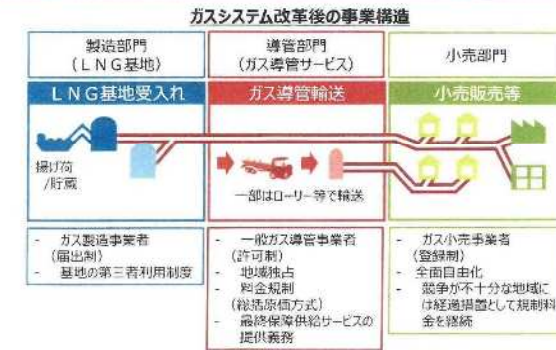 ガスシステム改革後の事業構造
製造部門
（LNG基地）
導管部門
（ガス導管サービス）
小売部門
LNG基地受入れ
ガス導管輸送
小売販売等
揚げ荷
/貯蔵
一部はローリー等で輸送
- ガス製造事業者
（届出制）
- 基地の第三者利用制度
- 一般ガス導管事業者
（許可制）
- 地域独占
- 料金規制
（総括原価方式）
- 最終保障供給サービスの
提供義務
- ガス小売事業者
（登録制）
- 全面自由化
- 競争が不十分な地域に
は経過措置として規制料
金を継続